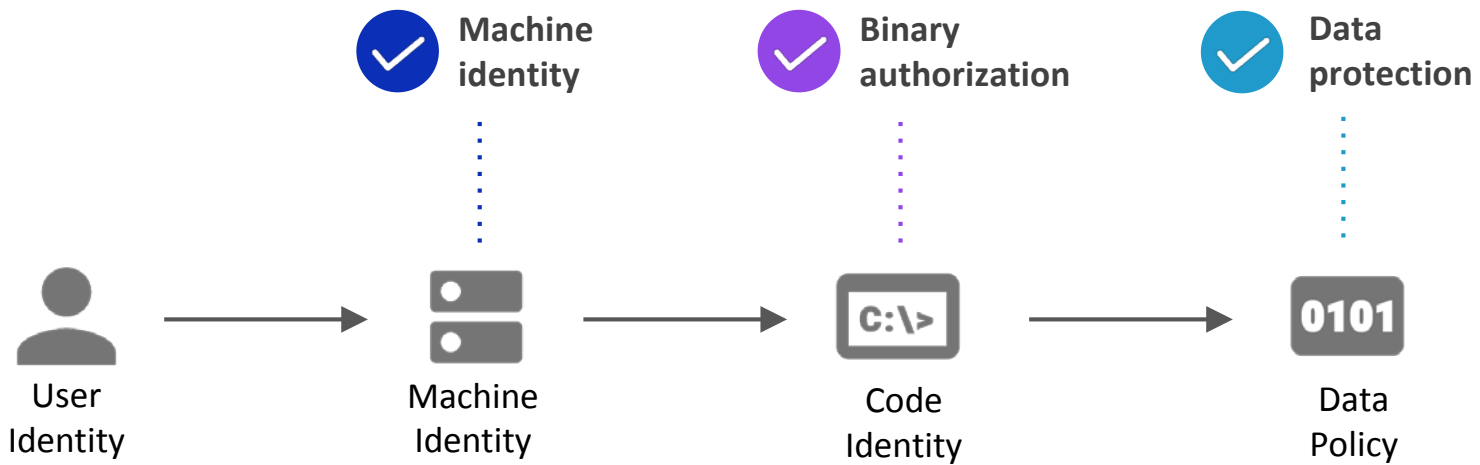 Machine
identity
Binary
authorization
Data
protection
C:\>
0101
User
Identity
Machine
Identity
Code
Identity
Data
Policy